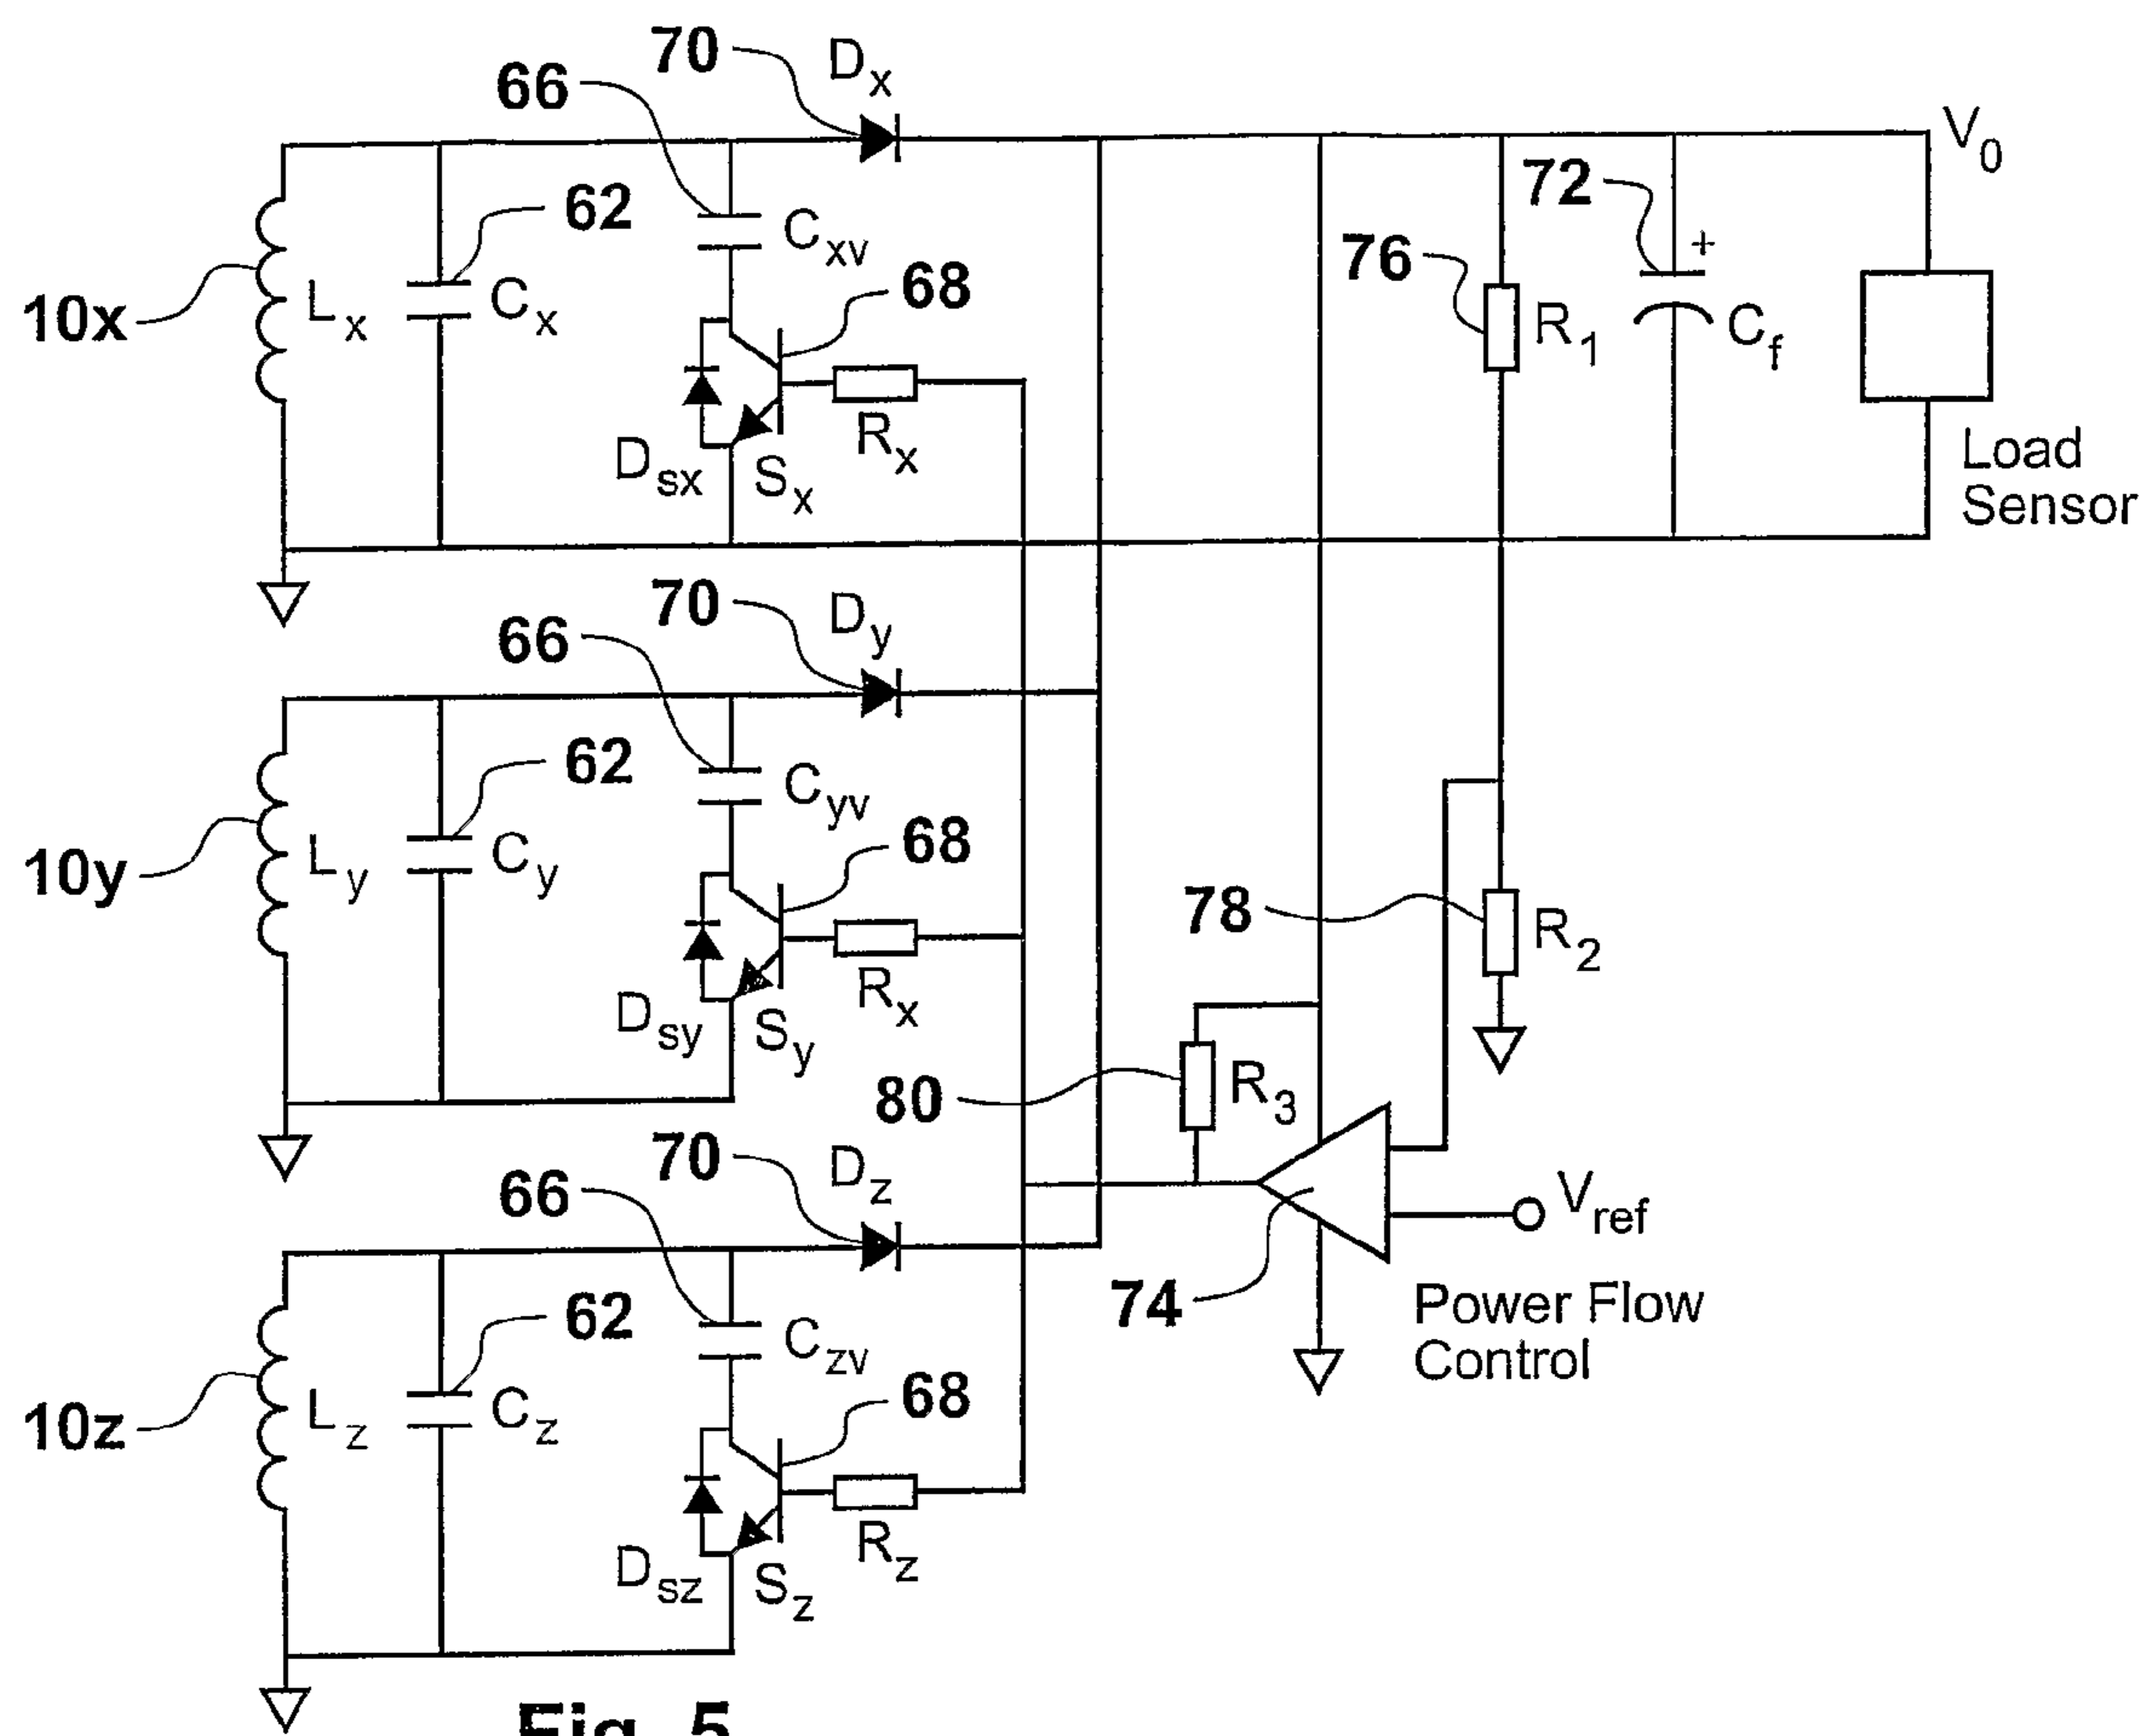 70 Dx
66
V0
62
72
Cxv
76
68
+
10x
Lx
Cx
R1
Cf
Rx
Dsx
Sx
Load
Sensor
70 Dy
66
62
Cyv
10y
Ly
Cy
68
78
R2
Rx
Dsy
Sy
80
R3
70 Dz
66
Vref
62
74
Power Flow
Control
Czv
10z
Lz
Cz
68
Rz
Dsz
Sz
Fig. 5